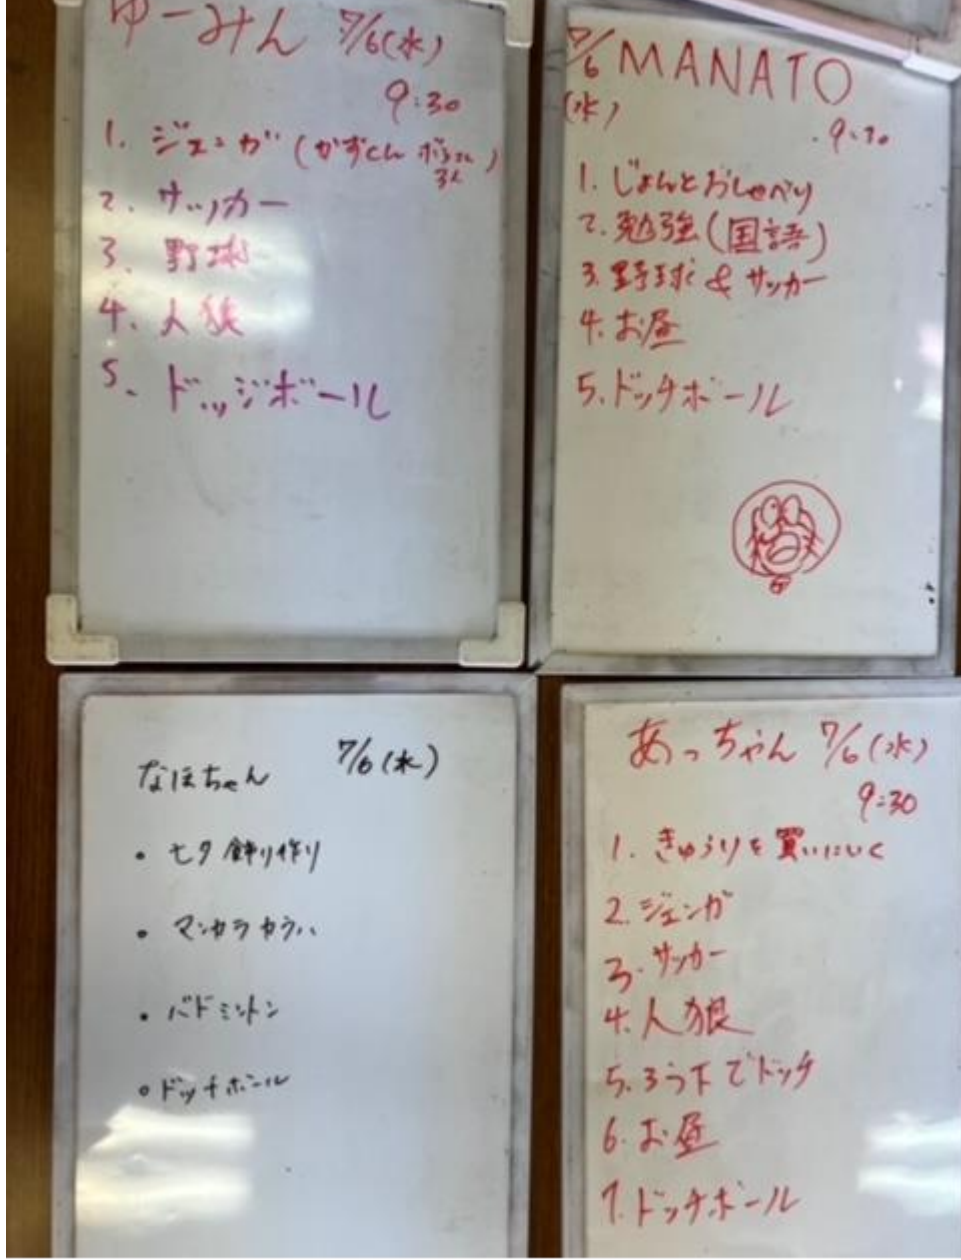 ゆーみん 7/6(水)
9:30
1. ジェンガ(かずくん
2. サッカー
3. 野球
4. 人狼
5. ドッジボール
7/6 MANATO
(水)
9:30
1. じょんとおしゃべり
2. 勉強(国語)
3. 野球&サッカー
4. お昼
5. ドッチボール
なほちゃん 7/6(水)
・七夕飾り作り
・マンカラカラハ
・バドミントン
・ドッチボール
あっちゃん 7/6(水)
9:30
1. きゅうりを買いにいく
2. ジェンガ
3. サッカー
4. 人狼
5. ろう下でドッチ
6. お昼
7. ドッチボール